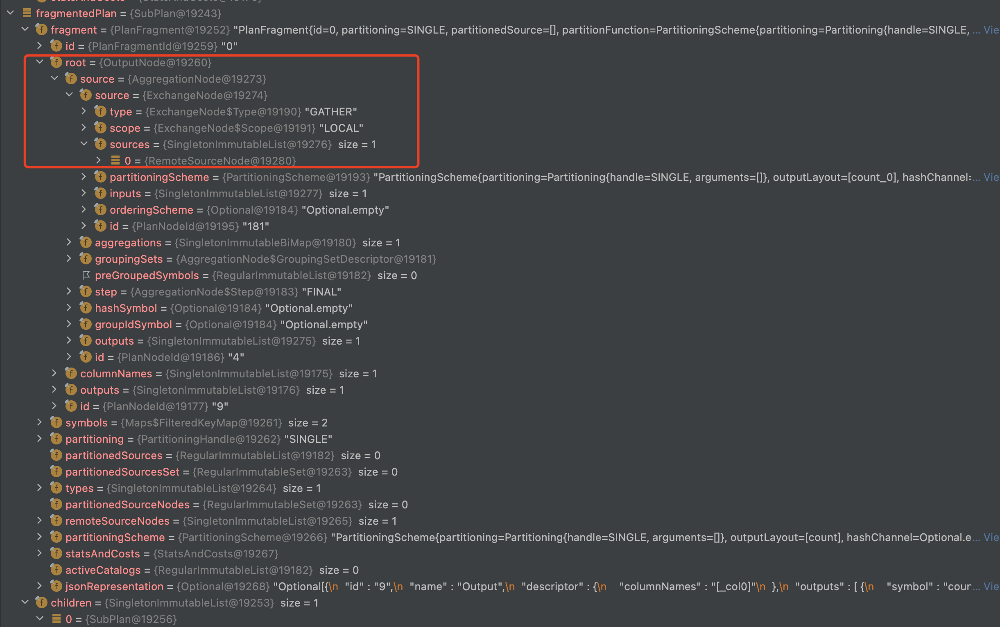 fragmentedPlan = {SubPlan@19243}
fragment = {PlanFragment@19252} "PlanFragment{id=0, partitioning=SINGLE, partitionedSource=[], partitionFunction=PartitioningScheme{partitioning=Partitioning{handle=SINGLE, ... Vie
id = {PlanFragmentId@19259} "0"
root = {OutputNode@19260}
source = {AggregationNode@19273}
source = {ExchangeNode@19274}
type = {ExchangeNode$Type@19190} "GATHER"
scope = {ExchangeNode$Scope@19191} "LOCAL"
sources = {SingletonImmutableList@19276} size = 1
0 = {RemoteSourceNode@19280}
partitioningScheme = {PartitioningScheme@19193} "PartitioningScheme{partitioning=Partitioning{handle=SINGLE, arguments=[]}, outputLayout=[count_0], hashChannel=... Vie
inputs = {SingletonImmutableList@19277} size = 1
orderingScheme = {Optional@19184} "Optional.empty"
id = {PlanNodeId@19195} "181"
aggregations = {SingletonImmutableBiMap@19180} size = 1
groupingSets = {AggregationNode$GroupingSetDescriptor@19181}
preGroupedSymbols = {RegularImmutableList@19182} size = 0
step = {AggregationNode$Step@19183} "FINAL"
hashSymbol = {Optional@19184} "Optional.empty"
groupIdSymbol = {Optional@19184} "Optional.empty"
outputs = {SingletonImmutableList@19275} size = 1
id = {PlanNodeId@19186} "4"
columnNames = {SingletonImmutableList@19175} size = 1
outputs = {SingletonImmutableList@19176} size = 1
id = {PlanNodeId@19177} "9"
symbols = {Maps$FilteredKeyMap@19261} size = 2
partitioning = {PartitioningHandle@19262} "SINGLE"
partitionedSources = {RegularImmutableList@19182} size = 0
partitionedSourcesSet = {RegularImmutableSet@19263} size = 0
types = {SingletonImmutableList@19264} size = 1
partitionedSourceNodes = {RegularImmutableSet@19263} size = 0
remoteSourceNodes = {SingletonImmutableList@19265} size = 1
partitioningScheme = {PartitioningScheme@19266} "PartitioningScheme{partitioning=Partitioning{handle=SINGLE, arguments=[]}, outputLayout=[count], hashChannel=Optional.e... Vie
statsAndCosts = {StatsAndCosts@19267}
activeCatalogs = {RegularImmutableList@19182} size = 0
jsonRepresentation = {Optional@19268} "Optional[{\n "id" : "9",\n "name" : "Output",\n "descriptor" : {\n "columnNames" : "[_col0]"\n },\n "outputs" : [ {\n "symbol" : "coun... Vie
children = {SingletonImmutableList@19253} size = 1
0 = {SubPlan@19256}